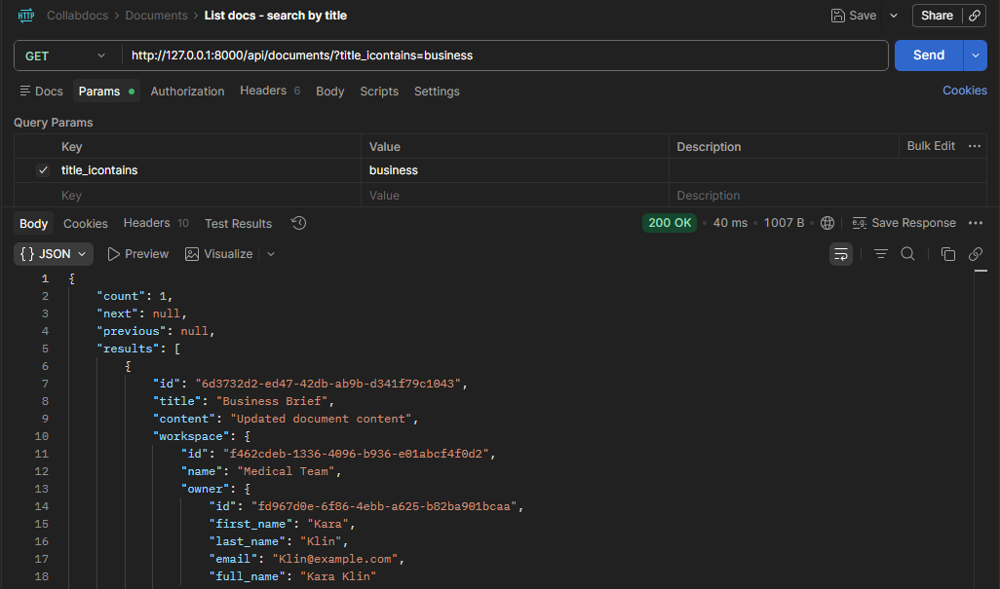 HTTP Collabdocs > Documents > List docs - search by title Save Share
GET http://127.0.0.1:8000/api/documents/?title_icontains=business Send
Docs Params Authorization Headers 6 Body Scripts Settings Cookies
Query Params
Key Value Description Bulk Edit
title_icontains business
Key Value Description
Body Cookies Headers 10 Test Results 200 OK 40 ms 1007 B e.g. Save Response
{ } JSON Preview Visualize
1 {
2 "count": 1,
3 "next": null,
4 "previous": null,
5 "results": [
6 {
7 "id": "6d3732d2-ed47-42db-ab9b-d341f79c1043",
8 "title": "Business Brief",
9 "content": "Updated document content",
10 "workspace": {
11 "id": "f462cdeb-1336-4096-b936-e01abcf4f0d2",
12 "name": "Medical Team",
13 "owner": {
14 "id": "fd967d0e-6f86-4ebb-a625-b82ba901bcaa",
15 "first_name": "Kara",
16 "last_name": "Klin",
17 "email": "Klin@example.com",
18 "full_name": "Kara Klin"